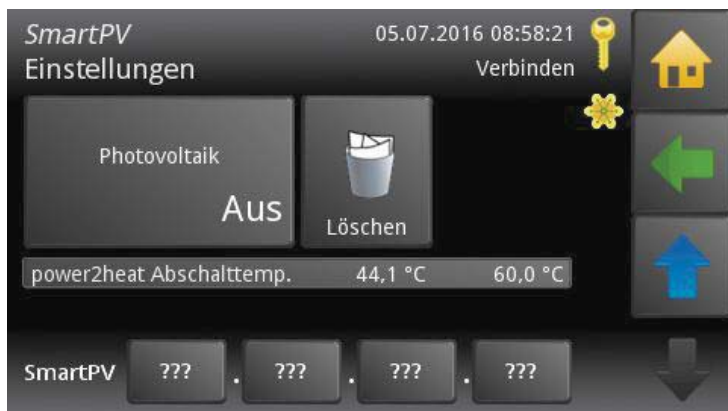 SmartPV 05.07.2016 08:58:21
Einstellungen Verbinden
Photovoltaik
Aus
Löschen
power2heat Abschalttemp. 44,1 °C 60,0 °C
SmartPV ??? . ??? . ??? . ???